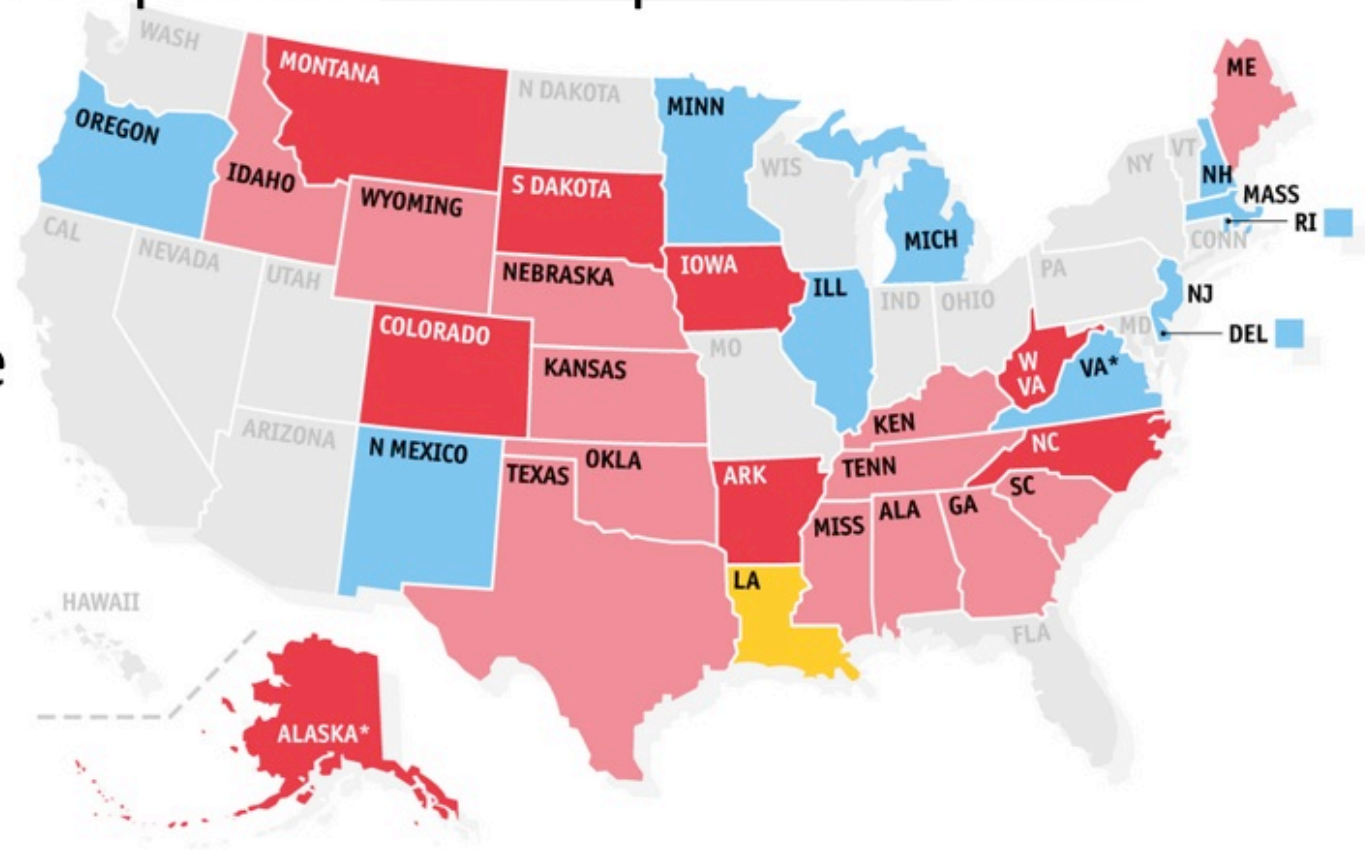 WASH
MONTANA
N DAKOTA
MINN
ME
OREGON
IDAHO
WYOMING
S DAKOTA
WIS
NY
VT
NH
MASS
RI
CAL
NEVADA
UTAH
NEBRASKA
IOWA
MICH
CONN
ILL
IND
OHIO
PA
NJ
COLORADO
KANSAS
MO
MD
DEL
W
VA
VA*
e
ARIZONA
N MEXICO
TEXAS
OKLA
ARK
KEN
TENN
NC
SC
MISS
ALA
GA
LA
HAWAII
FLA
ALASKA*